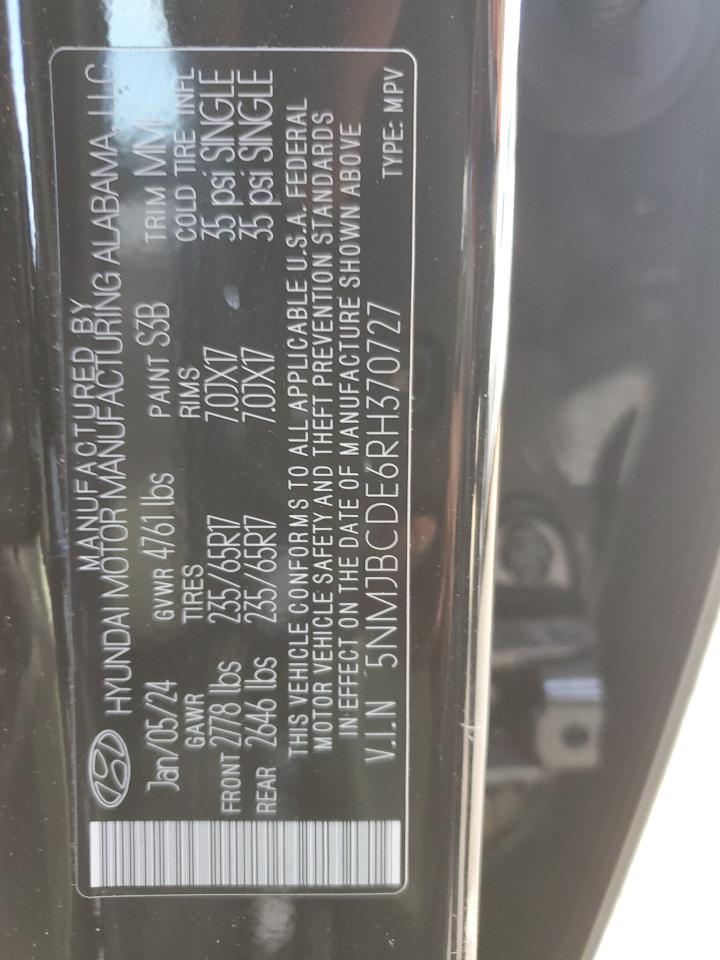 MANUFACTURED BY
HYUNDAI MOTOR MANUFACTURING ALABAMA, LLC
Jan/05/24 GVWR 4761 lbs PAINT S3B TRIM MMF
GAWR TIRES RIMS COLD TIRE INFL
FRONT 2778 lbs 235/65R17 7.0JX17 35 psi SINGLE
REAR 2646 lbs 235/65R17 7.0JX17 35 psi SINGLE
THIS VEHICLE CONFORMS TO ALL APPLICABLE U.S.A. FEDERAL
MOTOR VEHICLE SAFETY AND THEFT PREVENTION STANDARDS
IN EFFECT ON THE DATE OF MANUFACTURE SHOWN ABOVE
V.I.N 5NMJBCDE6RH370727 TYPE: MPV